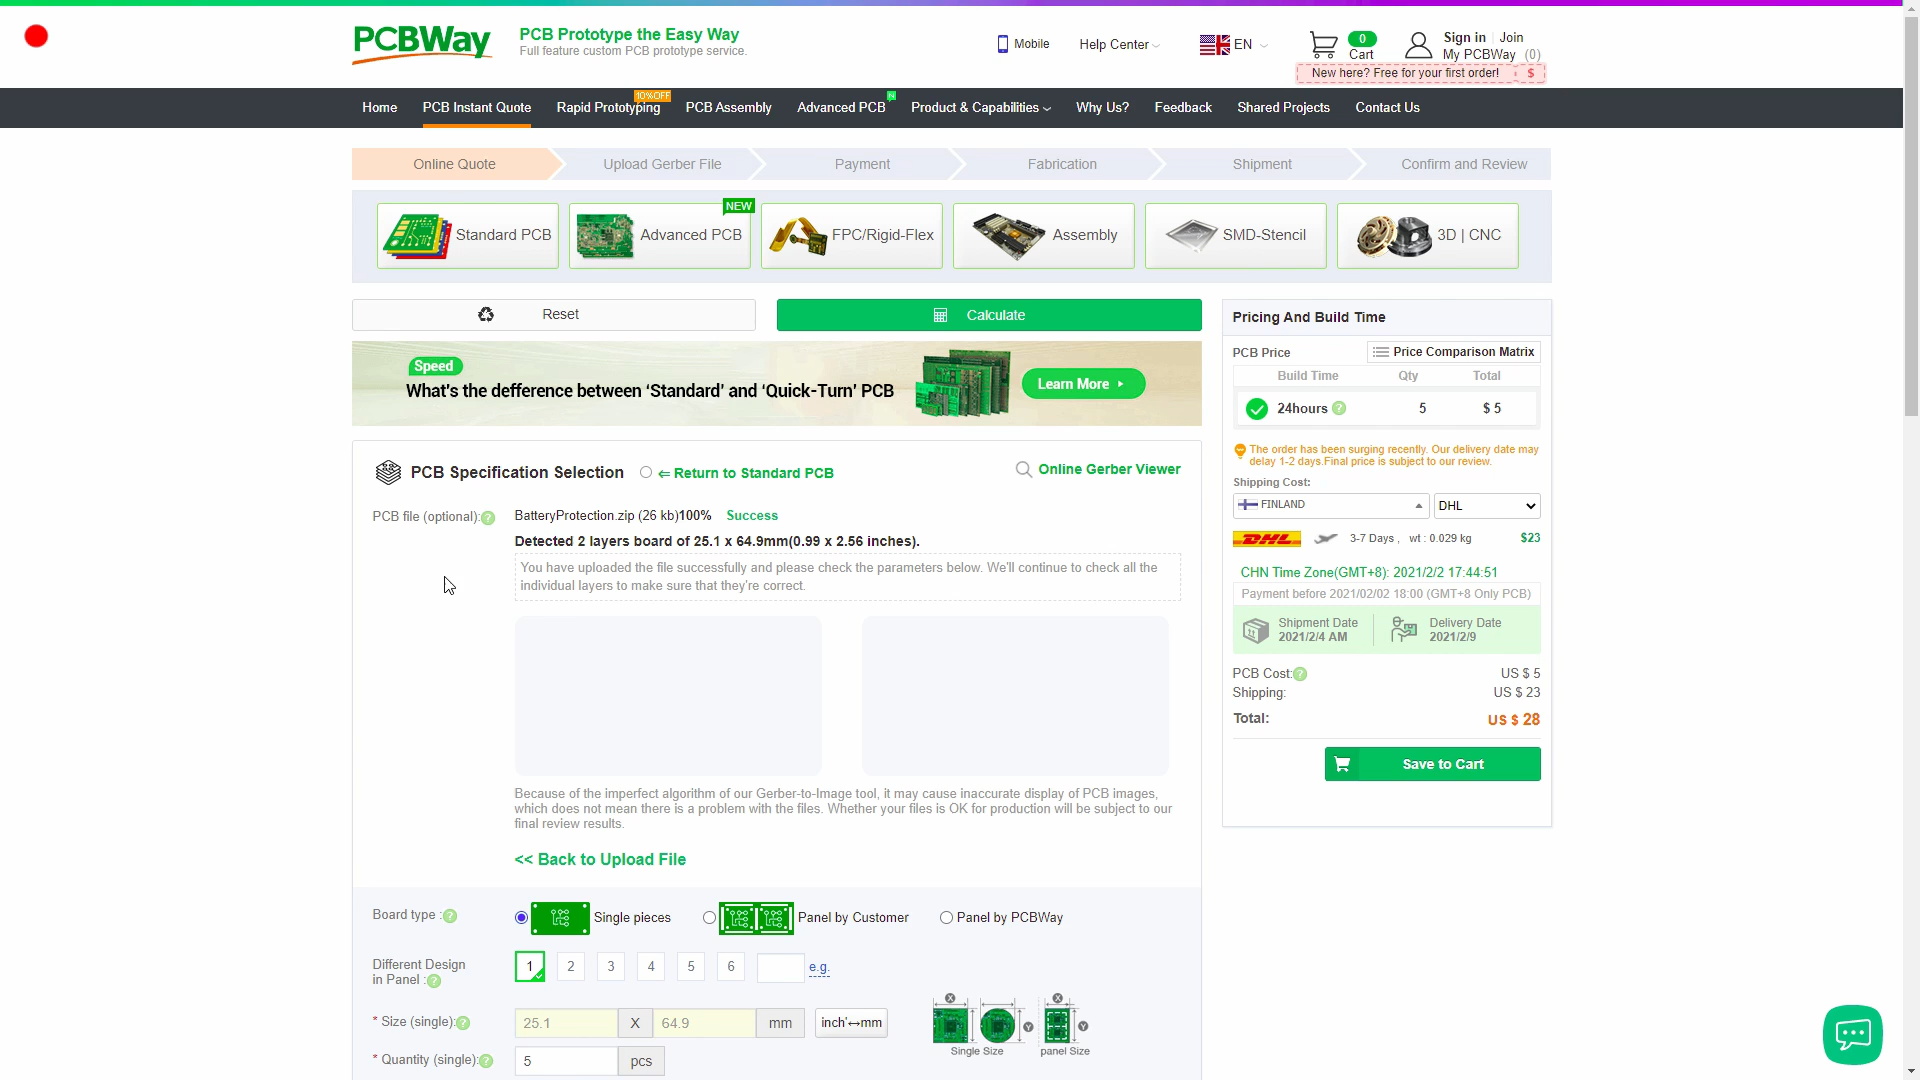 PCBWay
PCB Prototype the Easy Way
Full feature custom PCB prototype service.
Mobile
Help Center
EN
0
Cart
Sign in
Join
My PCBWay (0)
New here? Free for your first order! $
Home
PCB Instant Quote
10%OFF
Rapid Prototyping
PCB Assembly
Advanced PCB
N
Product & Capabilities
Why Us?
Feedback
Shared Projects
Contact Us
Online Quote
Upload Gerber File
Payment
Fabrication
Shipment
Confirm and Review
Standard PCB
NEW
Advanced PCB
FPC/Rigid-Flex
Assembly
SMD-Stencil
3D | CNC
Reset
Calculate
Speed
What's the defference between ‘Standard’ and ‘Quick-Turn’ PCB
Learn More
PCB Specification Selection
⇐ Return to Standard PCB
Online Gerber Viewer
PCB file (optional):?
BatteryProtection.zip (26 kb)100% Success
Detected 2 layers board of 25.1 x 64.9mm(0.99 x 2.56 inches).
You have uploaded the file successfully and please check the parameters below. We'll continue to check all the
individual layers to make sure that they're correct.
Because of the imperfect algorithm of our Gerber-to-Image tool, it may cause inaccurate display of PCB images,
which does not mean there is a problem with the files. Whether your files is OK for production will be subject to our
final review results.
<< Back to Upload File
Board type :?
Single pieces
Panel by Customer
Panel by PCBWay
Different Design
in Panel :?
1 2 3 4 5 6 e.g.
* Size (single):?
25.1 X 64.9 mm
inch'↔mm
X X
Y Y
Single Size
panel Size
* Quantity (single):?
5 pcs
Pricing And Build Time
PCB Price
Price Comparison Matrix
Build Time Qty Total
24hours ? 5 $ 5
The order has been surging recently. Our delivery date may
delay 1-2 days.Final price is subject to our review.
Shipping Cost:
FINLAND
DHL
DHL 3-7 Days , wt : 0.029 kg $23
CHN Time Zone(GMT+8): 2021/2/2 17:44:51
Payment before 2021/02/02 18:00 (GMT+8 Only PCB)
Shipment Date
2021/2/4 AM
Delivery Date
2021/2/9
PCB Cost:? US $ 5
Shipping: US $ 23
Total: US $ 28
Save to Cart